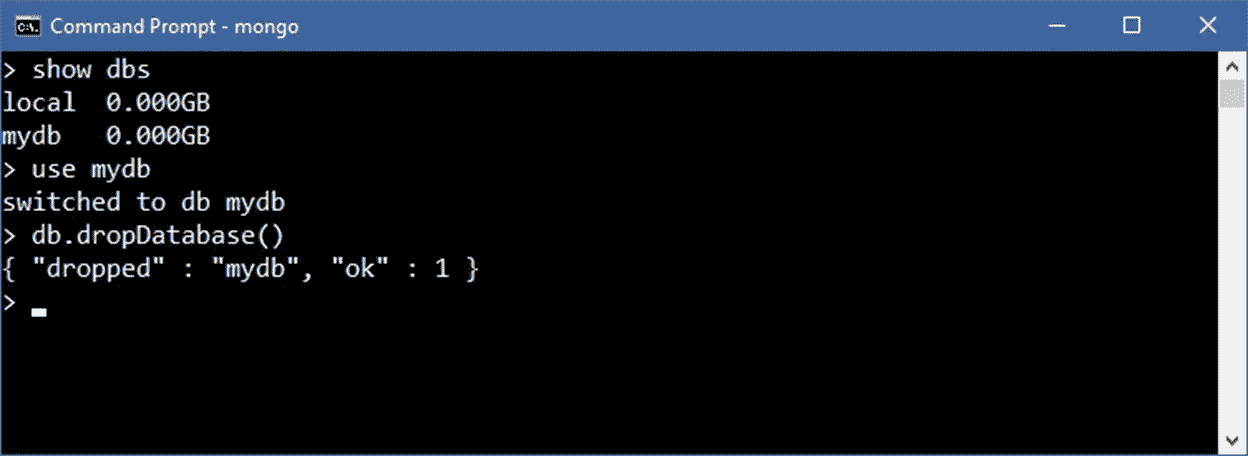 Command Prompt - mongo
> show dbs
local  0.000GB
mydb   0.000GB
> use mydb
switched to db mydb
> db.dropDatabase()
{ "dropped" : "mydb", "ok" : 1 }
>